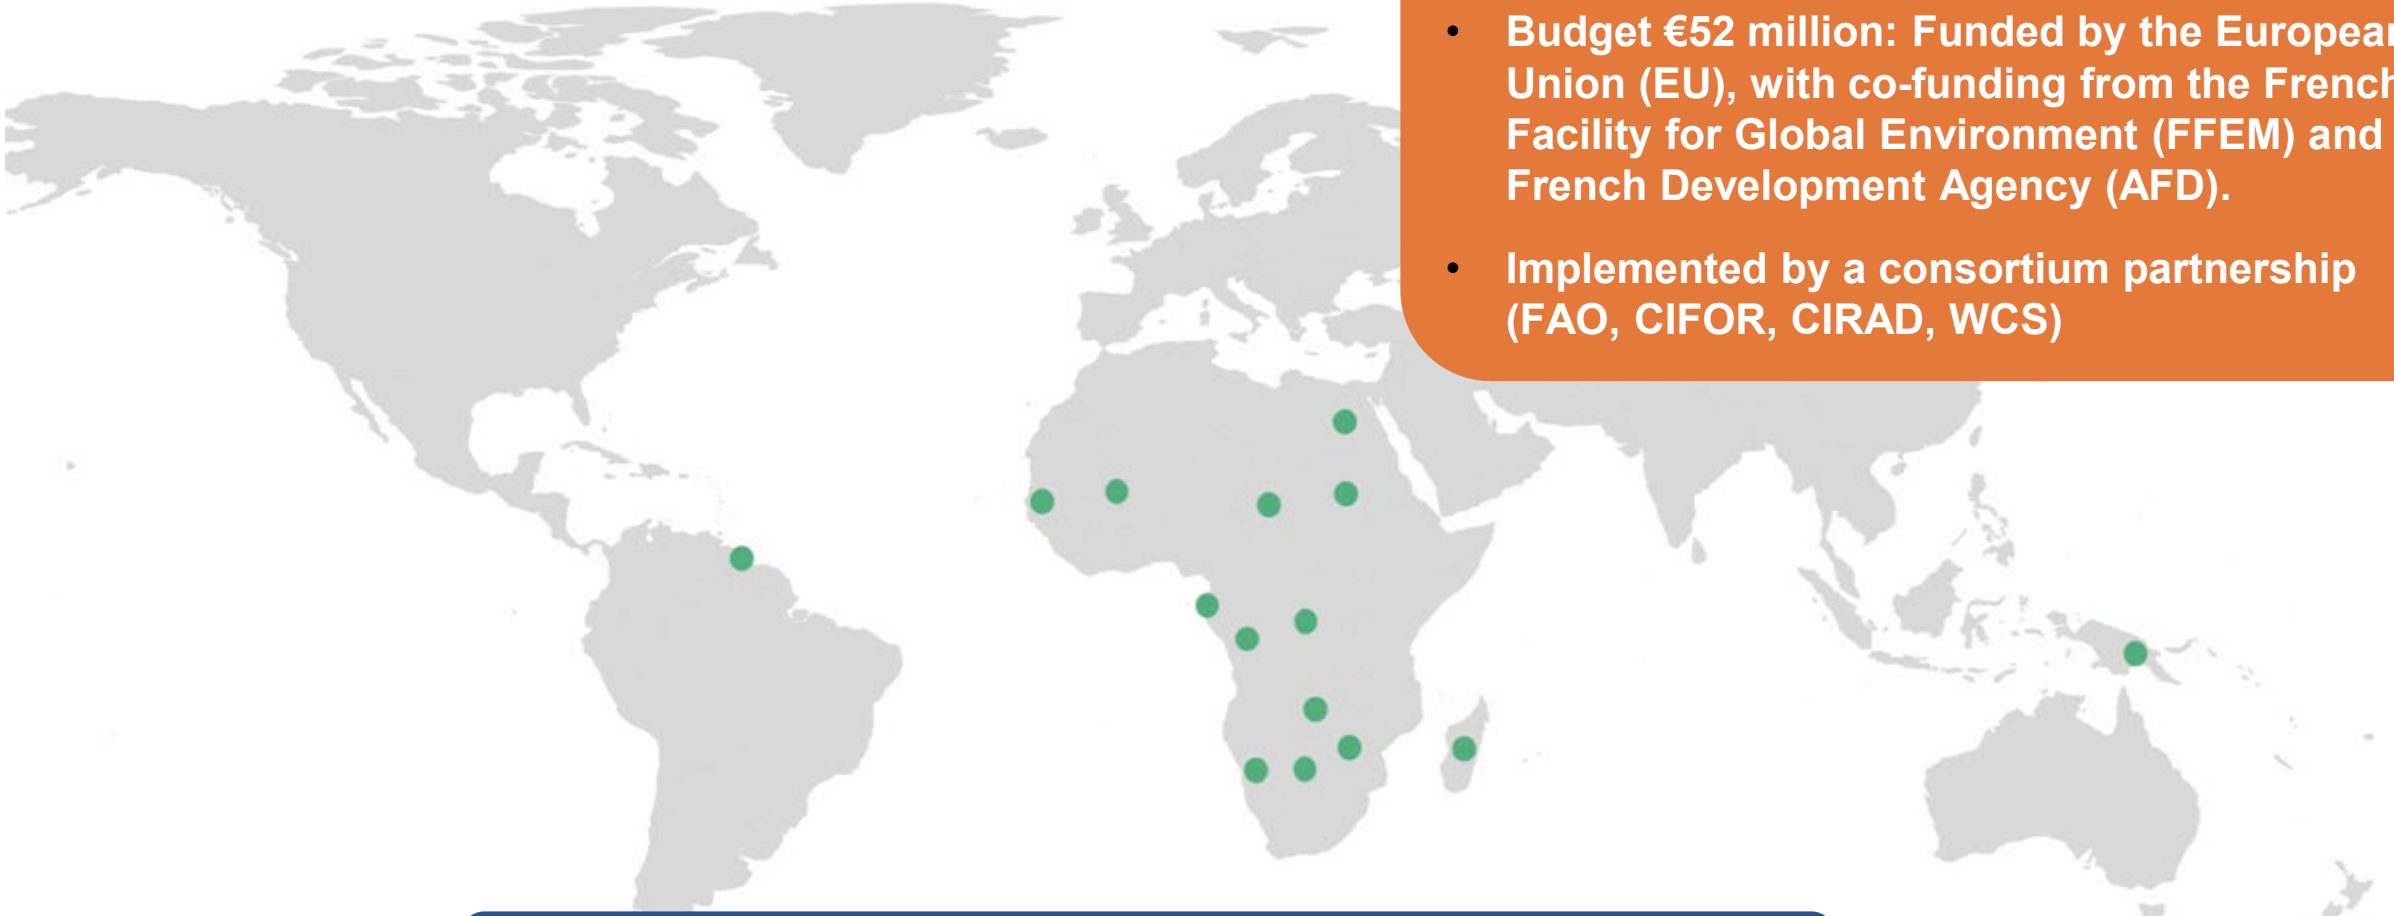 • Budget €52 million: Funded by the European
Union (EU), with co-funding from the French
Facility for Global Environment (FFEM) and
French Development Agency (AFD).
• Implemented by a consortium partnership
(FAO, CIFOR, CIRAD, WCS)